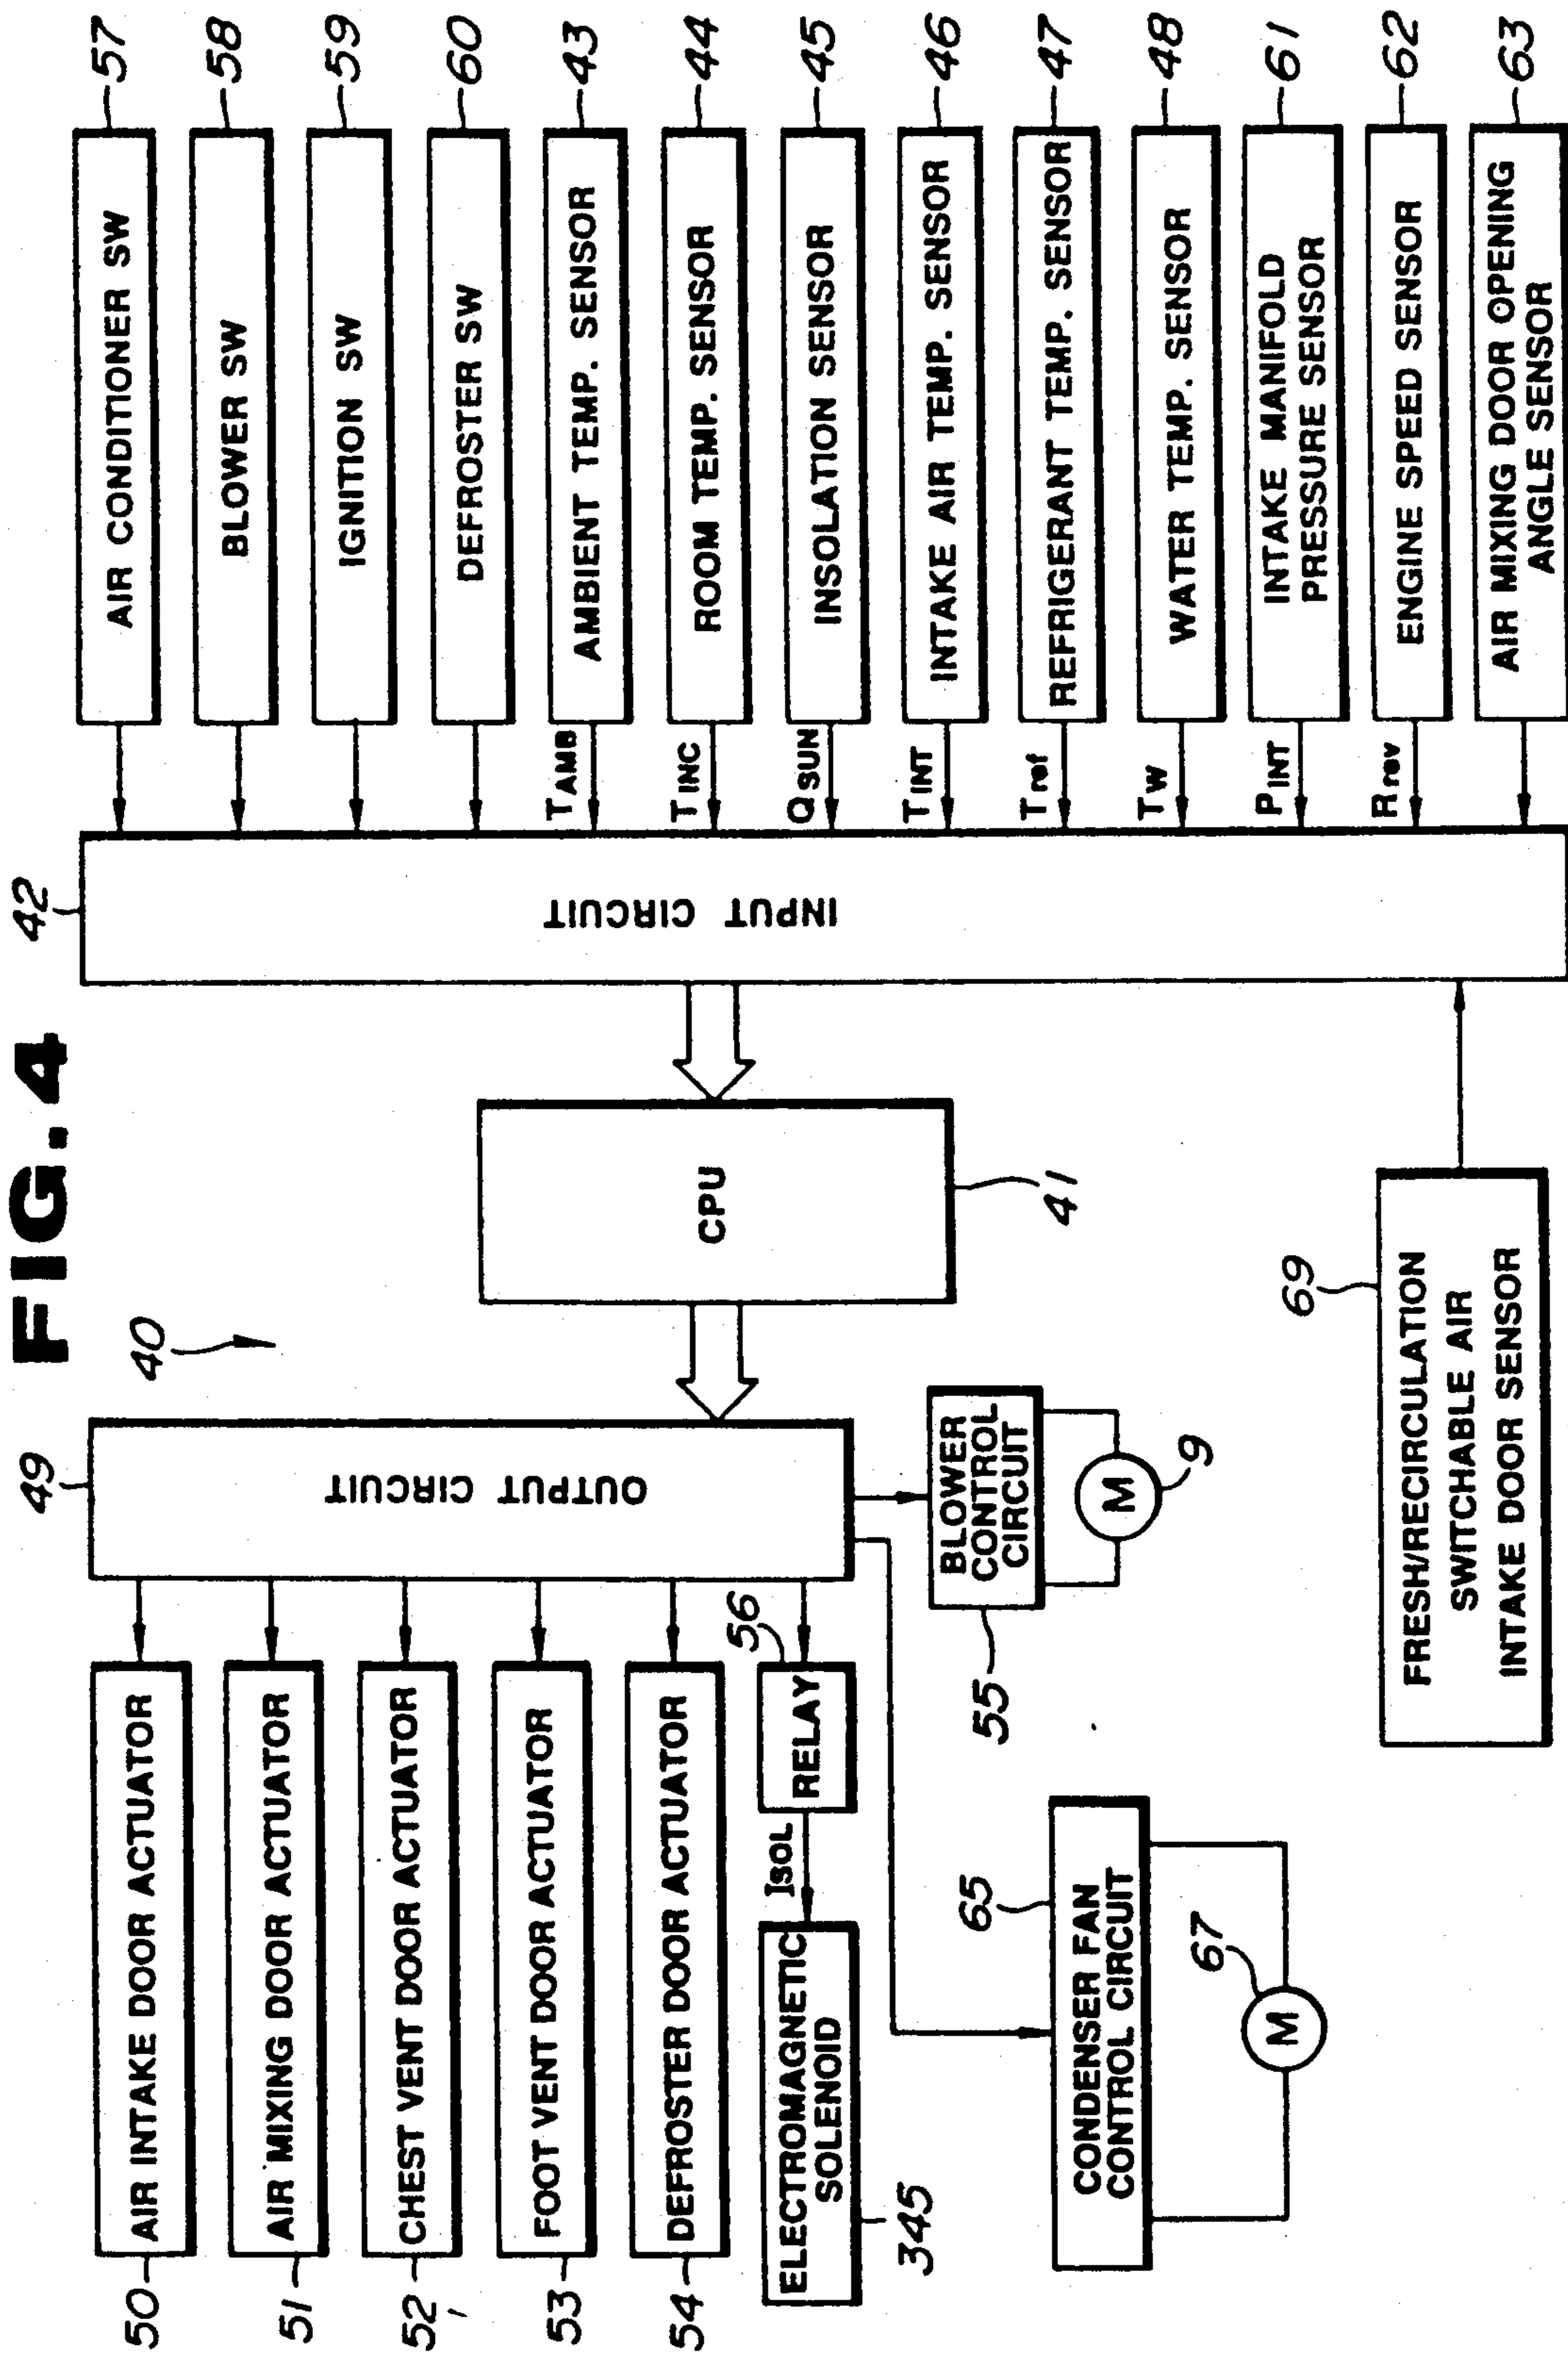 FIG.4
40
49
OUTPUT CIRCUIT
CPU
41
42
INPUT CIRCUIT
50
AIR INTAKE DOOR ACTUATOR
51
AIR MIXING DOOR ACTUATOR
52
CHEST VENT DOOR ACTUATOR
53
FOOT VENT DOOR ACTUATOR
54
DEFROSTER DOOR ACTUATOR
56
RELAY
ISOL
ELECTROMAGNETIC
SOLENOID
345
BLOWER
CONTROL
CIRCUIT
55
M
9
65
CONDENSER FAN
CONTROL CIRCUIT
67
M
69
FRESH/RECIRCULATION
SWITCHABLE AIR
INTAKE DOOR SENSOR
AIR CONDITIONER SW
57
BLOWER SW
58
IGNITION SW
59
DEFROSTER SW
60
TAMB
AMBIENT TEMP. SENSOR
43
TINC
ROOM TEMP. SENSOR
44
QSUN
INSOLATION SENSOR
45
TINT
INTAKE AIR TEMP. SENSOR
46
Tref
REFRIGERANT TEMP. SENSOR
47
TW
WATER TEMP. SENSOR
48
PINT
INTAKE MANIFOLD
PRESSURE SENSOR
61
Rrev
ENGINE SPEED SENSOR
62
AIR MIXING DOOR OPENING
ANGLE SENSOR
63